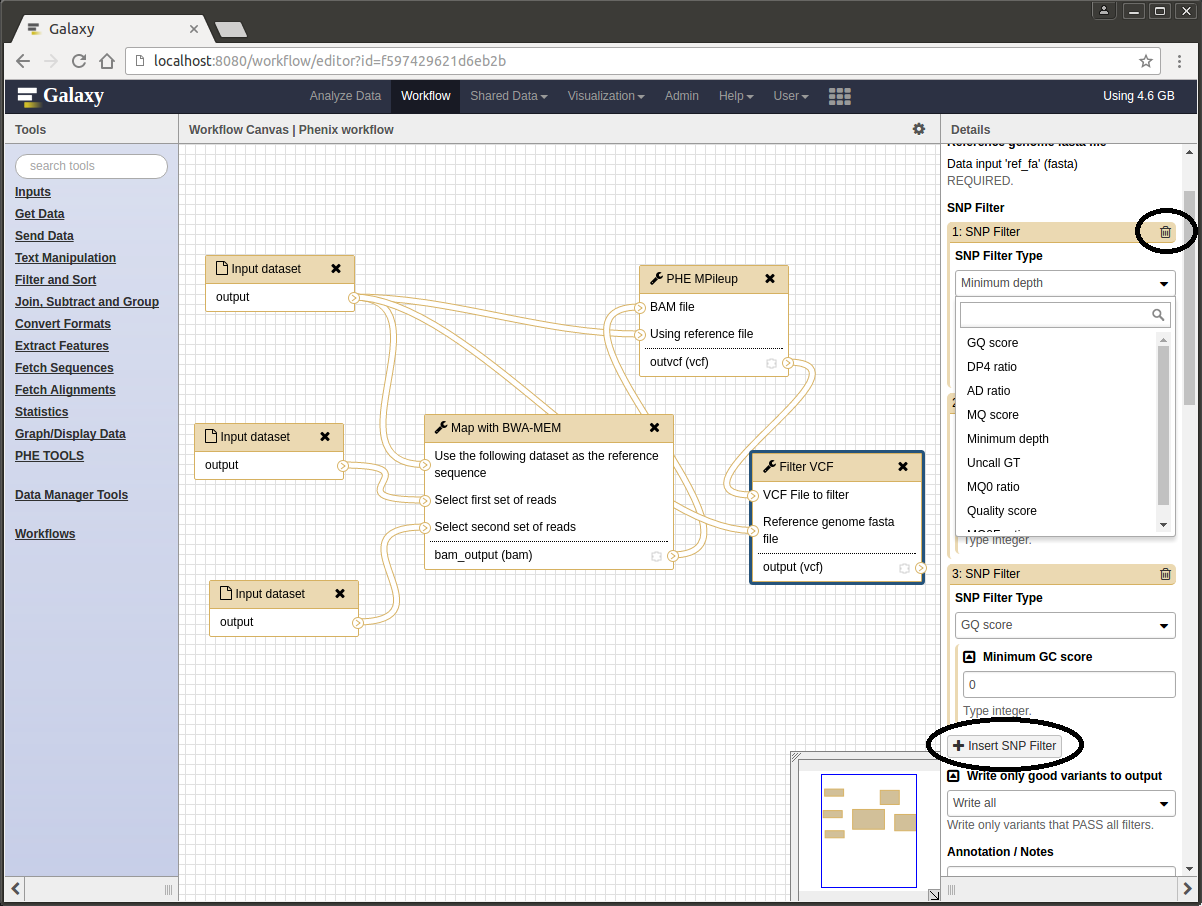 Galaxy
localhost:8080/workflow/editor?id=f597429621d6eb2b
Galaxy
Analyze Data Workflow Shared Data Visualization Admin Help User Using 4.6 GB
Tools
search tools
Inputs
Get Data
Send Data
Text Manipulation
Filter and Sort
Join, Subtract and Group
Convert Formats
Extract Features
Fetch Sequences
Fetch Alignments
Statistics
Graph/Display Data
PHE TOOLS
Data Manager Tools
Workflows
Workflow Canvas | Phenix workflow
Input dataset
output
Input dataset
output
Input dataset
output
Map with BWA-MEM
Use the following dataset as the reference
sequence
Select first set of reads
Select second set of reads
bam_output (bam)
PHE MPileup
BAM file
Using reference file
outvcf (vcf)
Filter VCF
VCF File to filter
Reference genome fasta
file
output (vcf)
Details
Reference genome fasta file
Data input 'ref_fa' (fasta)
REQUIRED.
SNP Filter
1: SNP Filter
SNP Filter Type
Minimum depth
GQ score
DP4 ratio
AD ratio
MQ score
Minimum depth
Uncall GT
MQ0 ratio
Quality score
2
Type integer.
3: SNP Filter
SNP Filter Type
GQ score
Minimum GC score
0
Type integer.
Insert SNP Filter
Write only good variants to output
Write all
Write only variants that PASS all filters.
Annotation / Notes